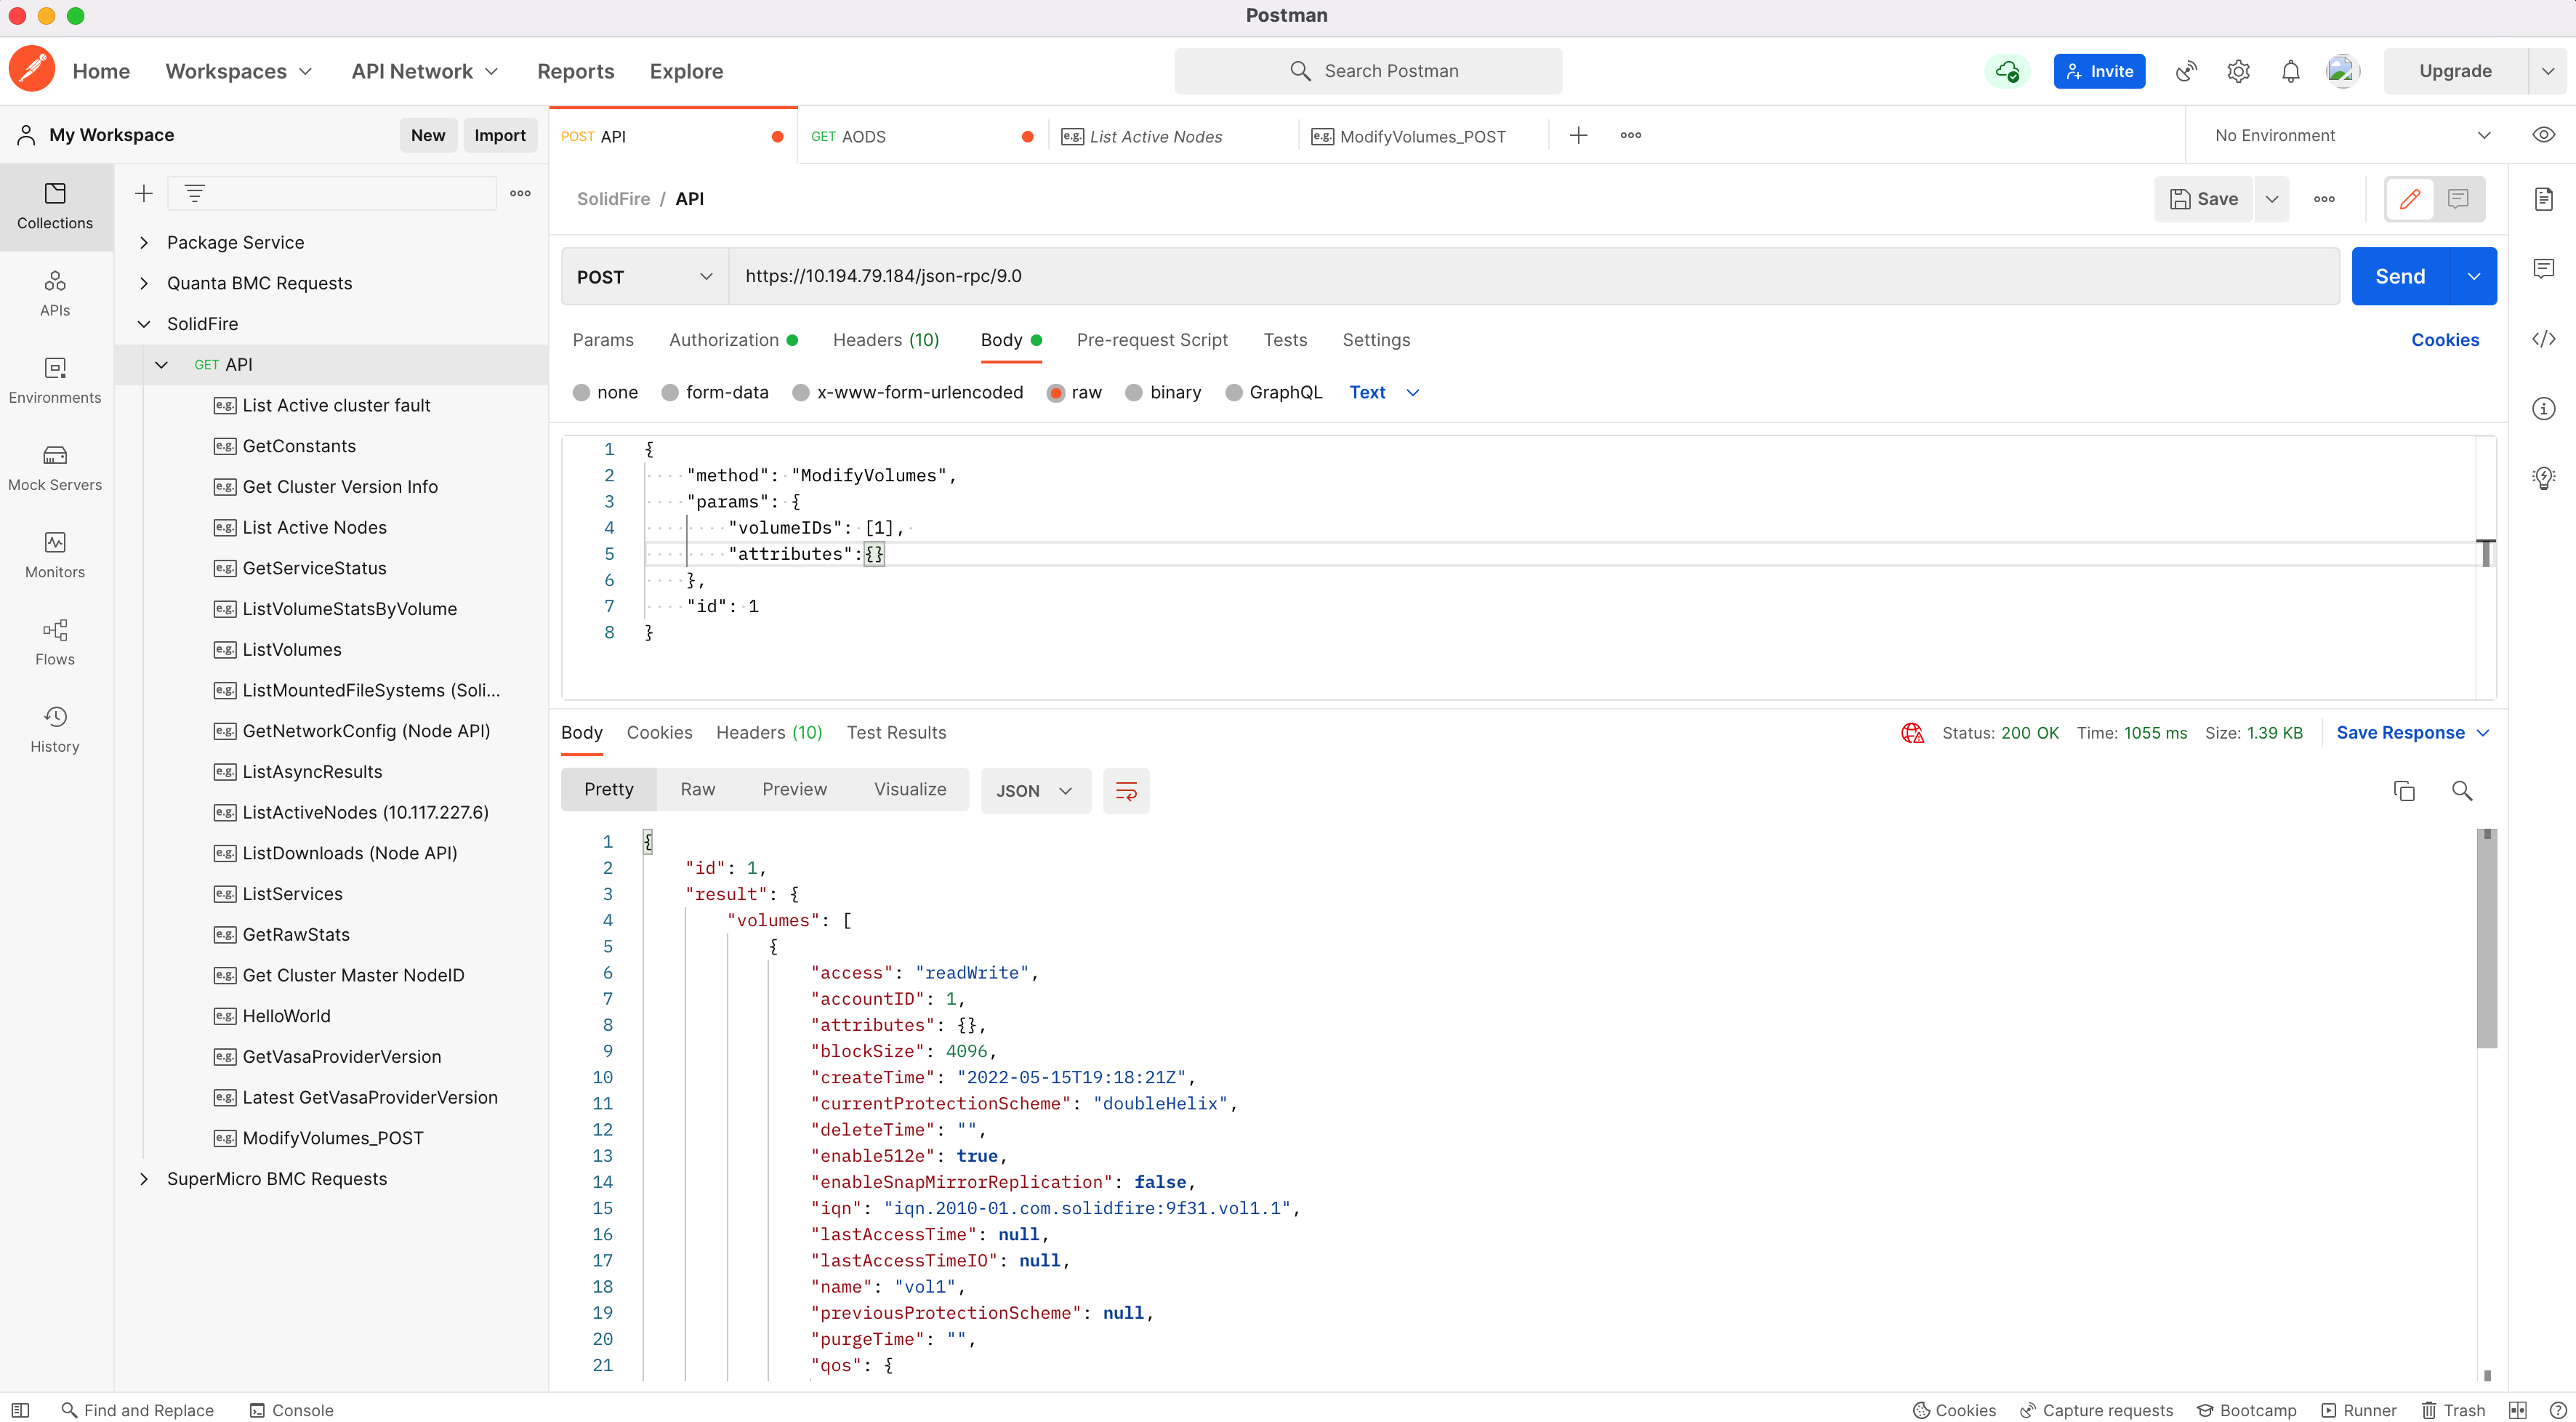 Postman
Home Workspaces API Network Reports Explore
Search Postman
Invite
Upgrade
My Workspace New Import
POST API
GET AODS
e.g. List Active Nodes
e.g. ModifyVolumes_POST
No Environment
Collections
APIs
Environments
Mock Servers
Monitors
Flows
History
Package Service
Quanta BMC Requests
SolidFire
GET API
e.g. List Active cluster fault
e.g. GetConstants
e.g. Get Cluster Version Info
e.g. List Active Nodes
e.g. GetServiceStatus
e.g. ListVolumeStatsByVolume
e.g. ListVolumes
e.g. ListMountedFileSystems (Soli...
e.g. GetNetworkConfig (Node API)
e.g. ListAsyncResults
e.g. ListActiveNodes (10.117.227.6)
e.g. ListDownloads (Node API)
e.g. ListServices
e.g. GetRawStats
e.g. Get Cluster Master NodeID
e.g. HelloWorld
e.g. GetVasaProviderVersion
e.g. Latest GetVasaProviderVersion
e.g. ModifyVolumes_POST
SuperMicro BMC Requests
SolidFire / API
Save
POST https://10.194.79.184/json-rpc/9.0 Send
Params Authorization Headers (10) Body Pre-request Script Tests Settings Cookies
none form-data x-www-form-urlencoded raw binary GraphQL Text
1 {
2 "method": "ModifyVolumes",
3 "params": {
4 "volumeIDs": [1],
5 "attributes":{}
6 },
7 "id": 1
8 }
Body Cookies Headers (10) Test Results
Status: 200 OK Time: 1055 ms Size: 1.39 KB Save Response
Pretty Raw Preview Visualize JSON
1 {
2 "id": 1,
3 "result": {
4 "volumes": [
5 {
6 "access": "readWrite",
7 "accountID": 1,
8 "attributes": {},
9 "blockSize": 4096,
10 "createTime": "2022-05-15T19:18:21Z",
11 "currentProtectionScheme": "doubleHelix",
12 "deleteTime": "",
13 "enable512e": true,
14 "enableSnapMirrorReplication": false,
15 "iqn": "iqn.2010-01.com.solidfire:9f31.vol1.1",
16 "lastAccessTime": null,
17 "lastAccessTimeIO": null,
18 "name": "vol1",
19 "previousProtectionScheme": null,
20 "purgeTime": "",
21 "qos": {
Find and Replace Console
Cookies Capture requests Bootcamp Runner Trash